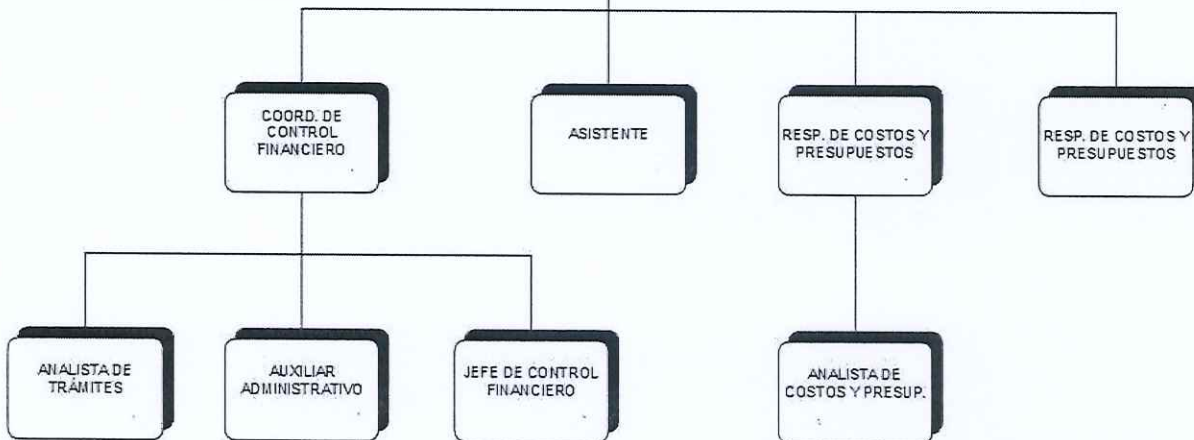 COORD. DE
CONTROL
FINANCIERO
ASISTENTE
RESP. DE COSTOS Y
PRESUPUESTOS
RESP. DE COSTOS Y
PRESUPUESTOS
ANALISTA DE
TRÁMITES
AUXILIAR
ADMINISTRATIVO
JEFE DE CONTROL
FINANCIERO
ANALISTA DE
COSTOS Y PRESUP.